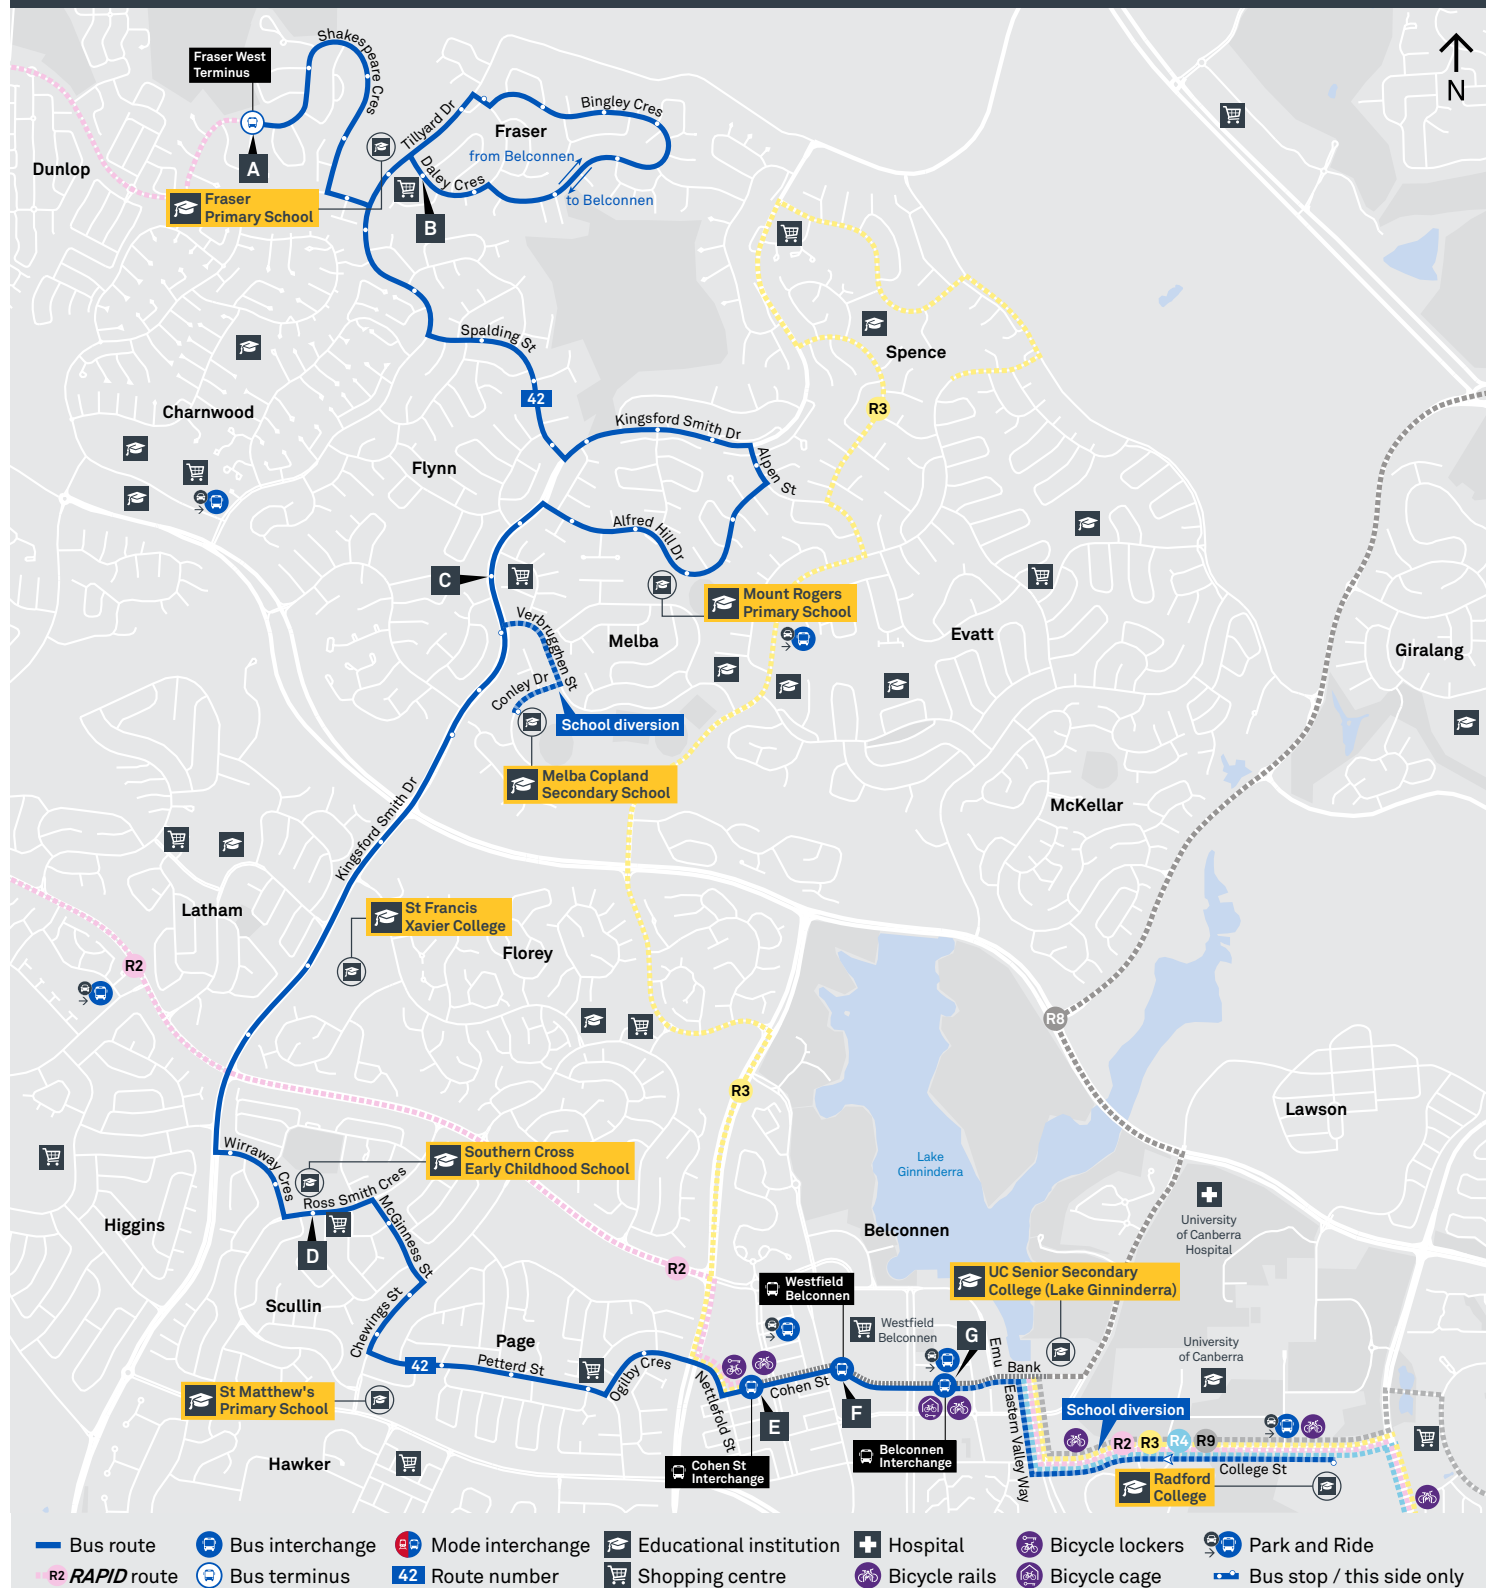 Shakespeare Cres
Fraser West
Terminus
N
Bingley Cres
Tillyard Dr
Fraser
from Belconnen
Dunlop
A
Daley Cres
Fraser
Primary School
to Belconnen
B
Spalding St
Spence
42
R3
Charnwood
Kingsford Smith Dr
Flynn
Alpen St
Alfred Hill Dr
C
Mount Rogers
Primary School
Verbrugghen St
Melba
Evatt
Giralang
Conley Dr
School diversion
Melba Copland
Secondary School
Kingsford Smith Dr
McKellar
Latham
St Francis
Xavier College
Florey
R2
R8
R3
Lawson
Wirraway Cres
Southern Cross
Early Childhood School
Lake
Ginninderra
Ross Smith Cres
McGinness St
Higgins
D
Belconnen
University
of Canberra
Hospital
R2
Scullin
Chewings St
Westfield
Belconnen
UC Senior Secondary
College (Lake Ginninderra)
Page
Westfield
Belconnen
G
Emu Bank
University
of Canberra
42
Petterd St
Ogilby Cres
Nettlefold St
Cohen St
E
F
Eastern Valley Way
St Matthew's
Primary School
School diversion
R2
R3
R4
R9
Hawker
Cohen St
Interchange
Belconnen
Interchange
College St
Radford
College
Bus route
Bus interchange
Mode interchange
Educational institution
Hospital
Bicycle lockers
Park and Ride
R2 RAPID route
Bus terminus
42 Route number
Shopping centre
Bicycle rails
Bicycle cage
Bus stop / this side only